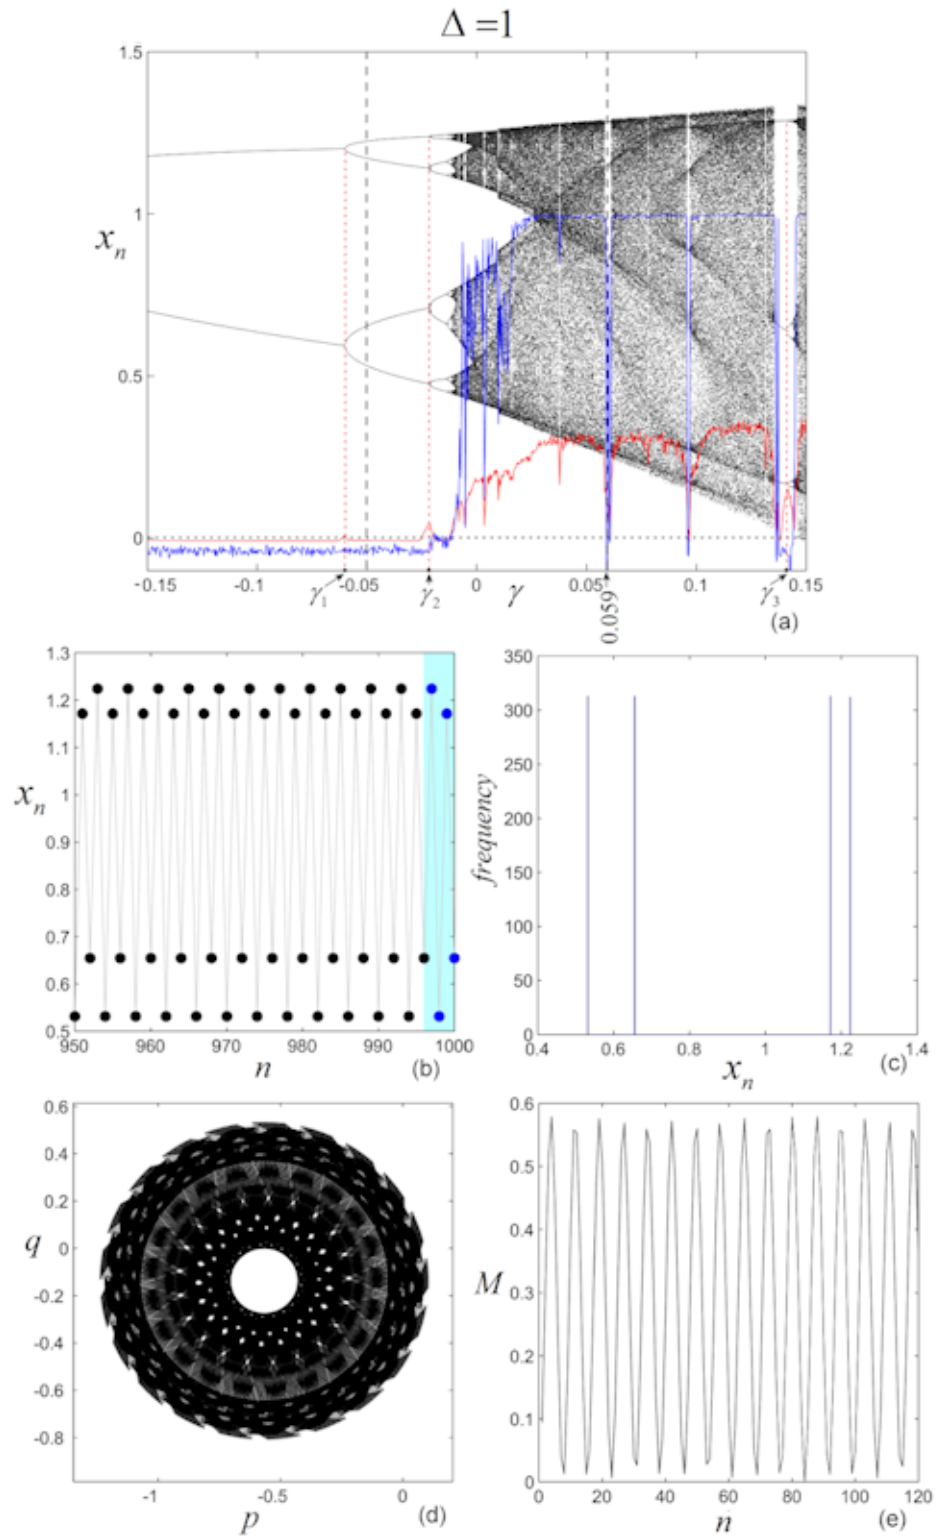 Δ = 1
1.5
1
x_n
0.5
0
-0.15 -0.1 -0.05 0 0.05 0.1 0.15
γ_1 γ_2 γ 0.059 γ_3
(a)
1.3
1.2
1.1
1
x_n
0.9
0.8
0.7
0.6
0.5
950 960 970 980 990 1000
n (b)
350
300
250
200
frequency
150
100
50
0
0.4 0.6 0.8 1 1.2 1.4
x_n (c)
0.6
0.4
0.2
0
q
-0.2
-0.4
-0.6
-0.8
-1 -0.5 0
p (d)
0.6
0.5
0.4
M
0.3
0.2
0.1
0
0 20 40 60 80 100 120
n (e)